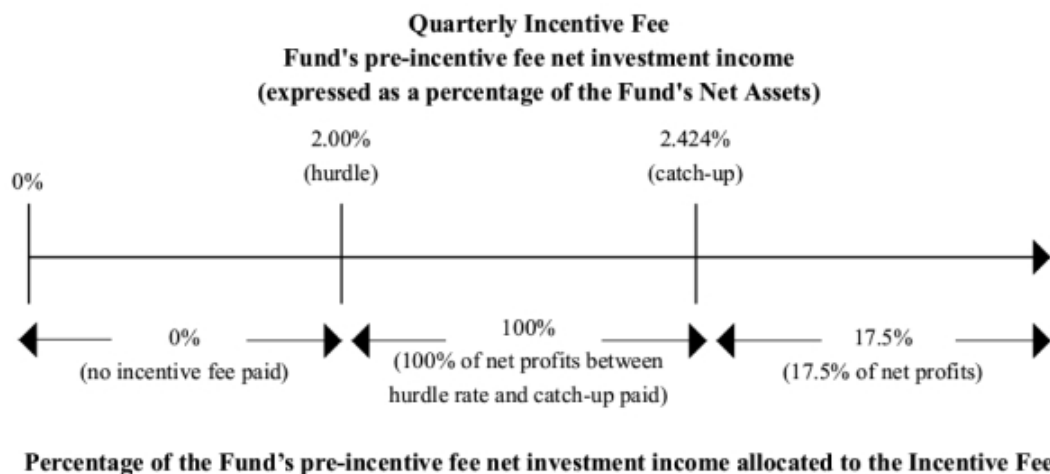 Quarterly Incentive Fee
Fund's pre-incentive fee net investment income
(expressed as a percentage of the Fund's Net Assets)
2.00%
(hurdle)
2.424%
(catch-up)
0%
0%
(no incentive fee paid)
100%
(100% of net profits between
hurdle rate and catch-up paid)
17.5%
(17.5% of net profits)
Percentage of the Fund’s pre-incentive fee net investment income allocated to the Incentive Fee